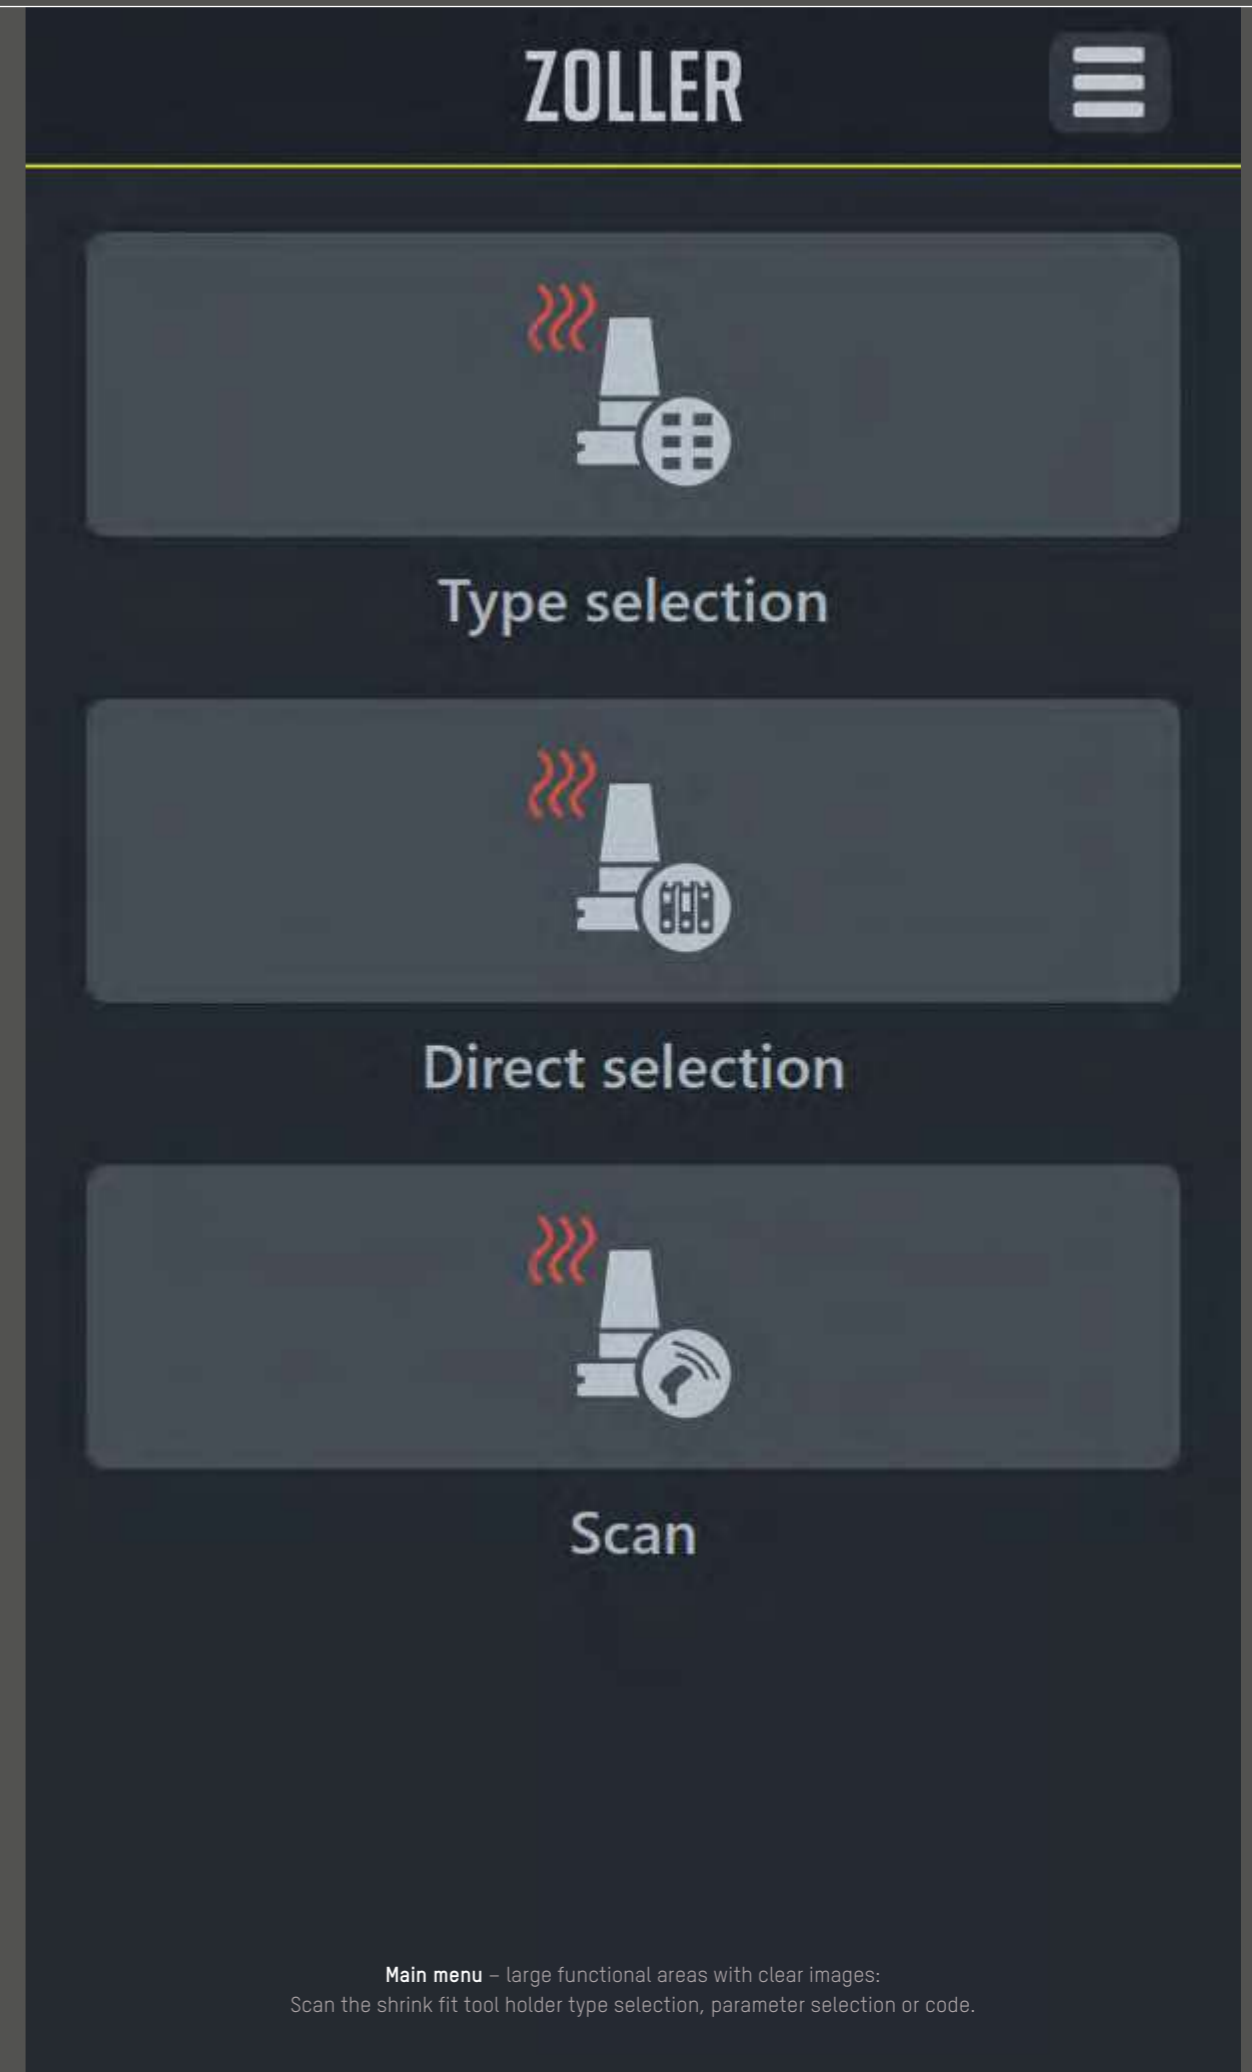 ZOLLER
Type selection
Direct selection
Scan
Main menu – large functional areas with clear images:
Scan the shrink fit tool holder type selection, parameter selection or code.